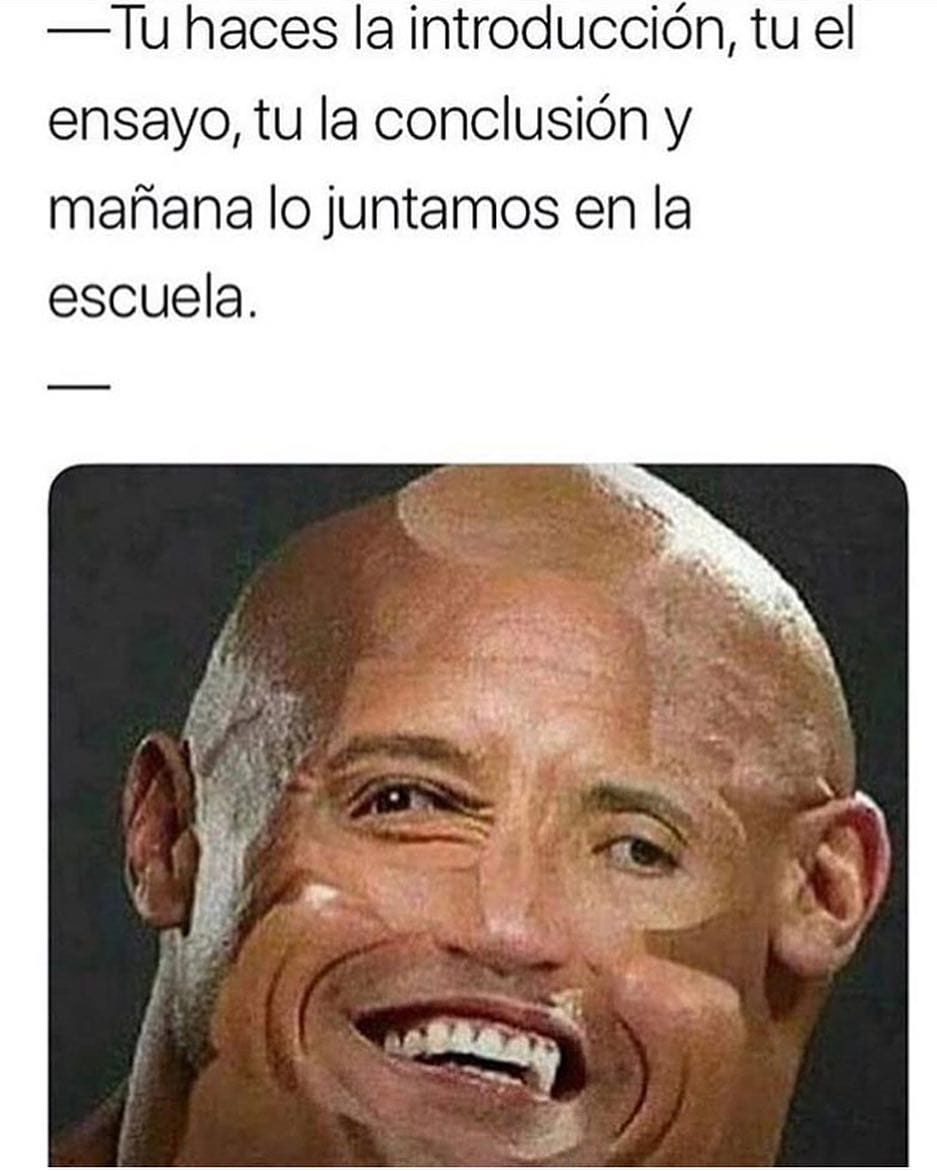 —Tu haces la introducción, tu el
ensayo, tu la conclusión y
mañana lo juntamos en la
escuela.
—